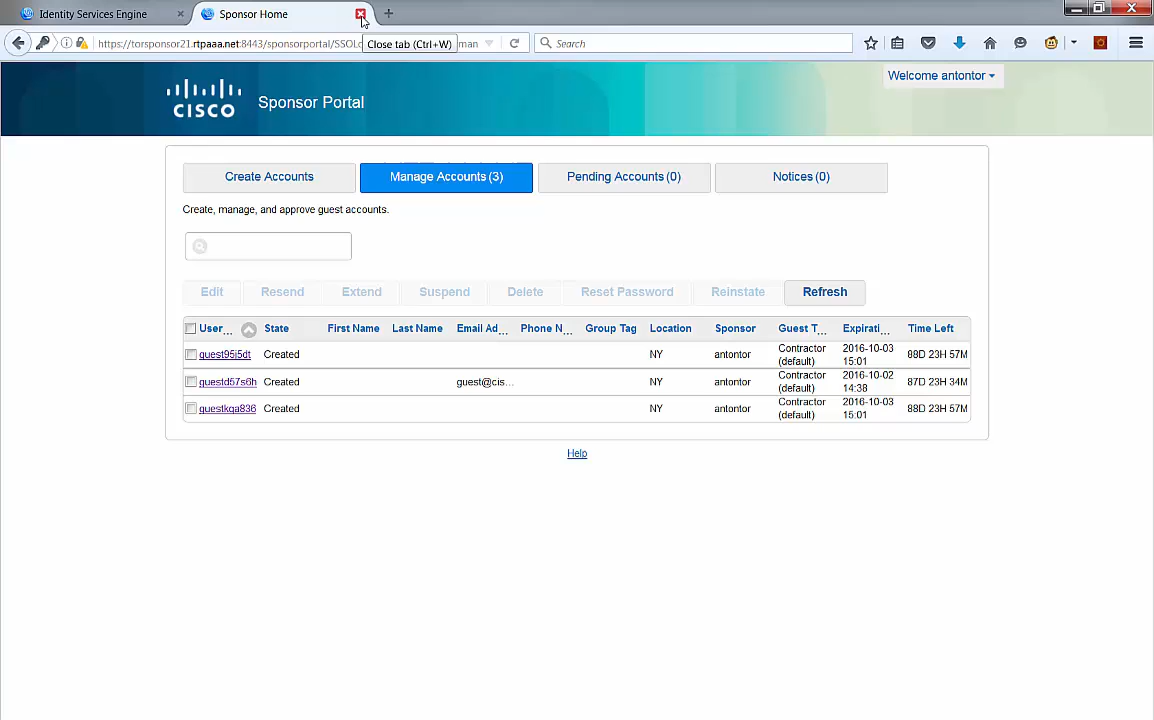 Identity Services Engine
Sponsor Home
https://torsponsor21.rtpaaa.net:8443/sponsorportal/SSOLo
Close tab (Ctrl+W)
man
Search
CISCO
Sponsor Portal
Welcome antontor
Create Accounts
Manage Accounts (3)
Pending Accounts (0)
Notices (0)
Create, manage, and approve guest accounts.
Edit
Resend
Extend
Suspend
Delete
Reset Password
Reinstate
Refresh
User... State First Name Last Name Email Ad... Phone N... Group Tag Location Sponsor Guest T... Expirati... Time Left
guest95j5dt Created NY antontor Contractor (default) 2016-10-03 15:01 88D 23H 57M
guestd57s6h Created guest@cis... NY antontor Contractor (default) 2016-10-02 14:38 87D 23H 34M
guestkqa836 Created NY antontor Contractor (default) 2016-10-03 15:01 88D 23H 57M
Help